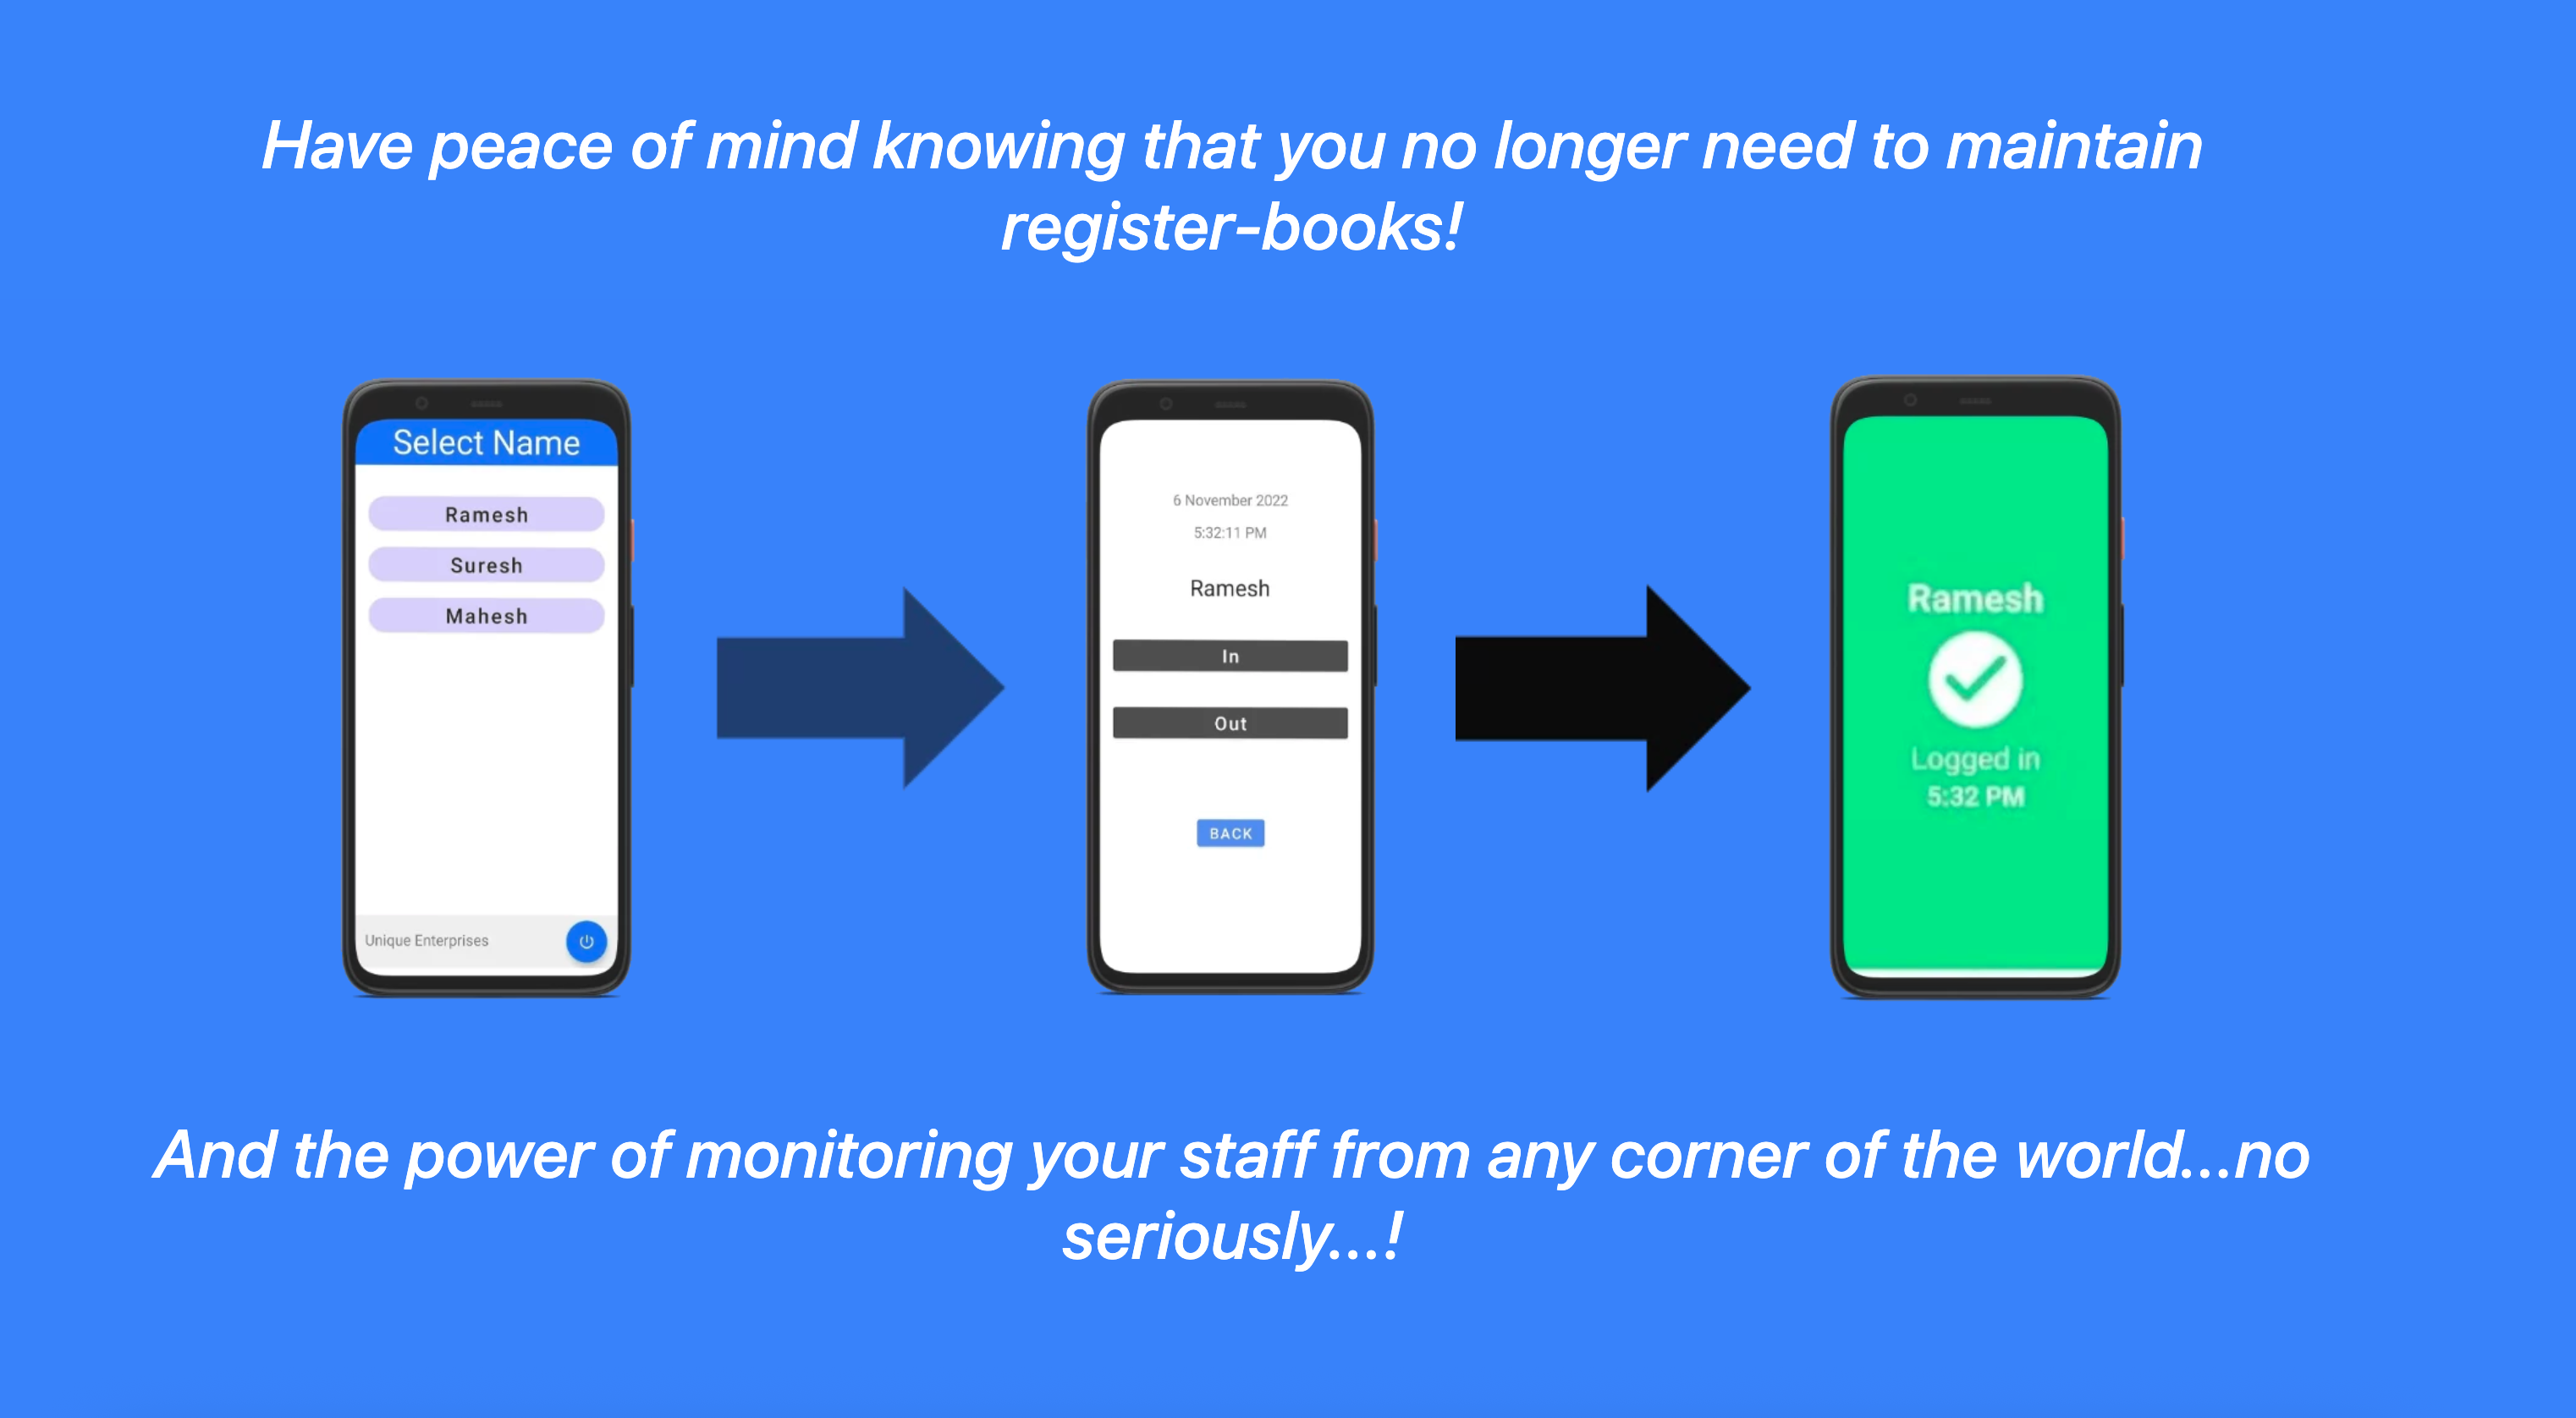 Have peace of mind knowing that you no longer need to maintain
register-books!
Select Name
Ramesh
Suresh
Mahesh
Unique Enterprises
6 November 2022
5:32:11 PM
Ramesh
In
Out
BACK
Ramesh
Logged in
5:32 PM
And the power of monitoring your staff from any corner of the world...no
seriously...!